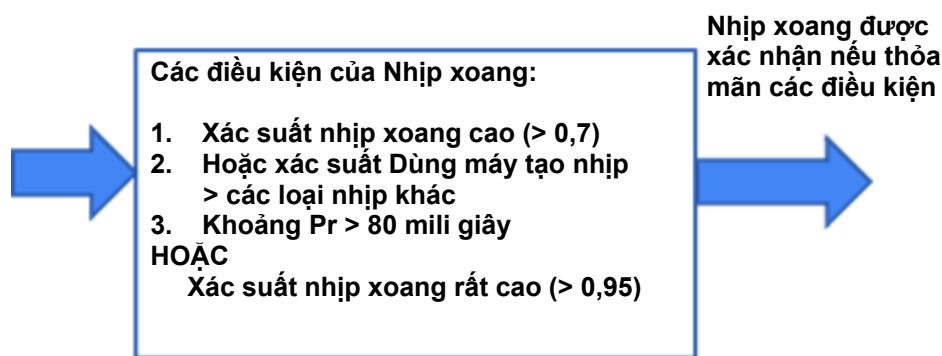 Nhịp xoang được
xác nhận nếu thỏa
mãn các điều kiện
Các điều kiện của Nhịp xoang:
1. Xác suất nhịp xoang cao (> 0,7)
2. Hoặc xác suất Dùng máy tạo nhịp
> các loại nhịp khác
3. Khoảng Pr > 80 mili giây
HOẶC
Xác suất nhịp xoang rất cao (> 0,95)